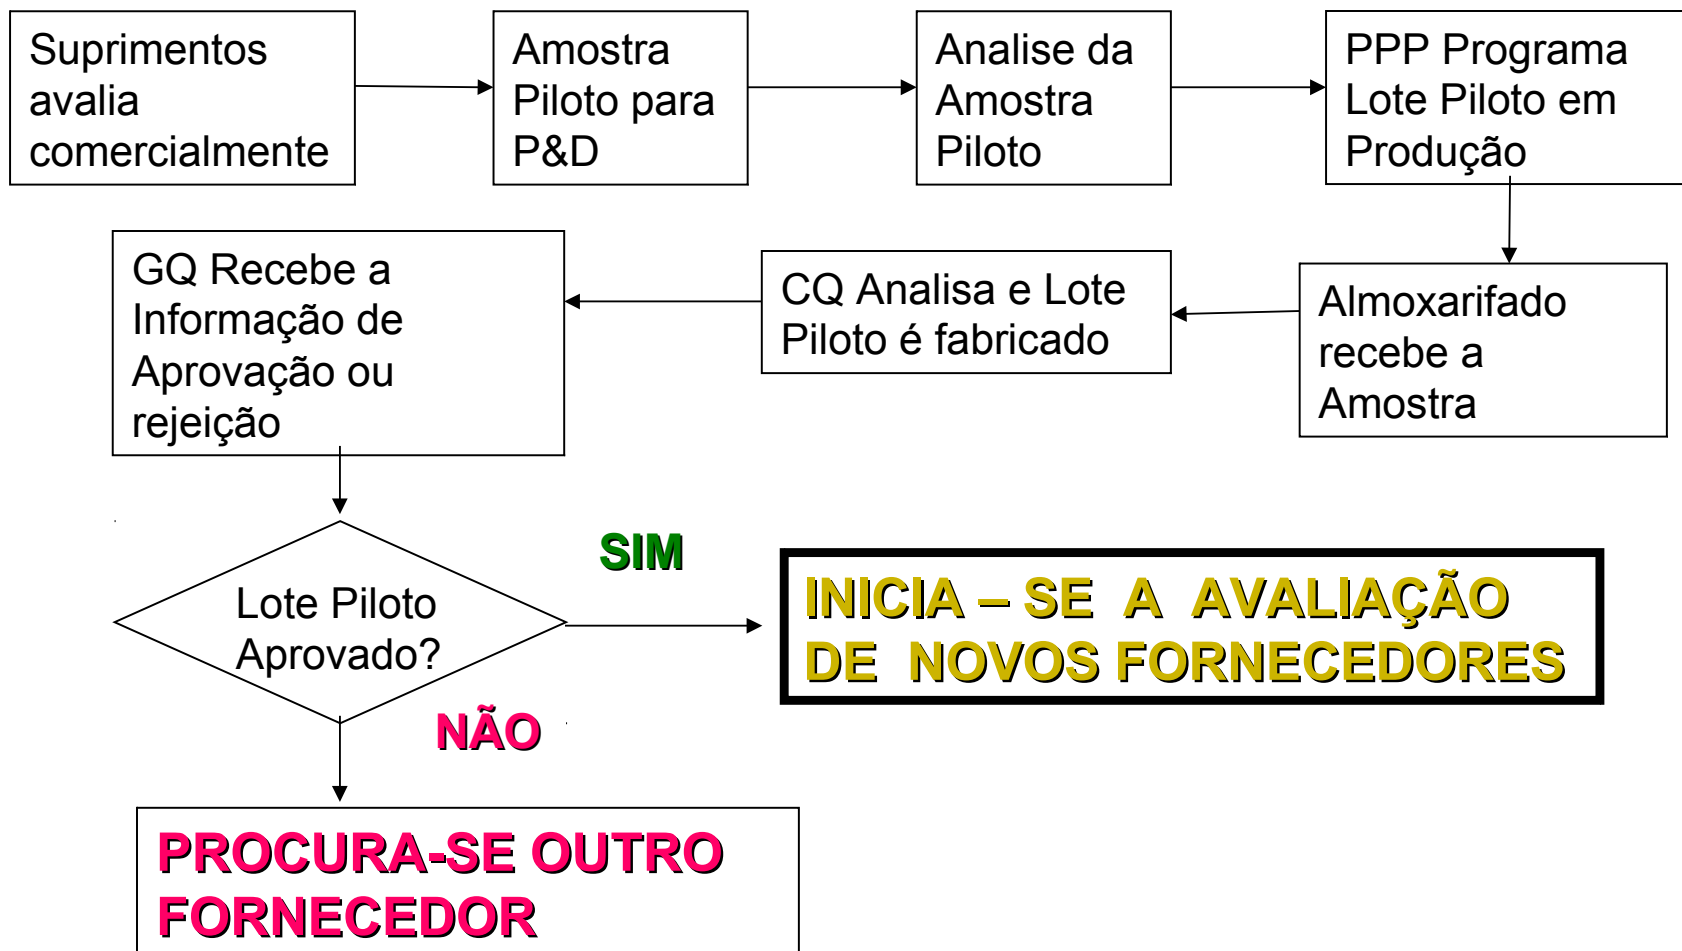 Suprimentos
avalia
comercialmente
Amostra
Piloto para
P&D
Analise da
Amostra
Piloto
PPP Programa
Lote Piloto em
Produção
GQ Recebe a
Informação de
Aprovação ou
rejeição
CQ Analisa e Lote
Piloto é fabricado
Almoxarifado
recebe a
Amostra
Lote Piloto
Aprovado?
SIM
INICIA – SE A AVALIAÇÃO
DE NOVOS FORNECEDORES
NÃO
PROCURA-SE OUTRO
FORNECEDOR